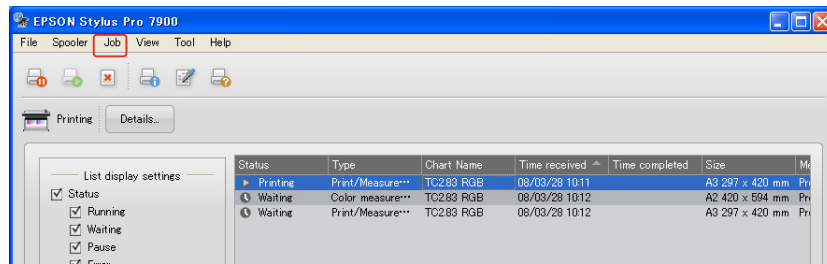 EPSON Stylus Pro 7900
File Spooler Job View Tool Help
Printing Details...
List display settings
Status
Running
Waiting
Pause
Status Type Chart Name Time received Time completed Size
Printing Print/Measure… TC2.83 RGB 08/03/28 10:11 A3 297 x 420 mm
Waiting Color measure… TC2.83 RGB 08/03/28 10:12 A2 420 x 594 mm
Waiting Print/Measure… TC2.83 RGB 08/03/28 10:12 A3 297 x 420 mm